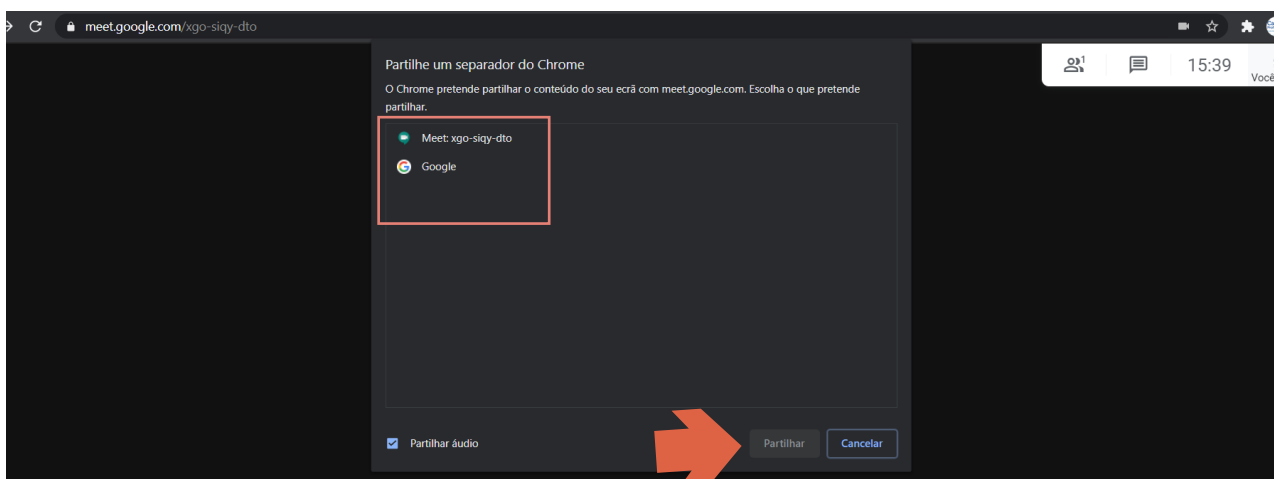 meet.google.com/xgo-siqy-dto
Partilhe um separador do Chrome
O Chrome pretende partilhar o conteúdo do seu ecrã com meet.google.com. Escolha o que pretende
partilhar.
1
15:39
Você
Meet: xgo-siqy-dto
Google
Partilhar áudio
Partilhar
Cancelar